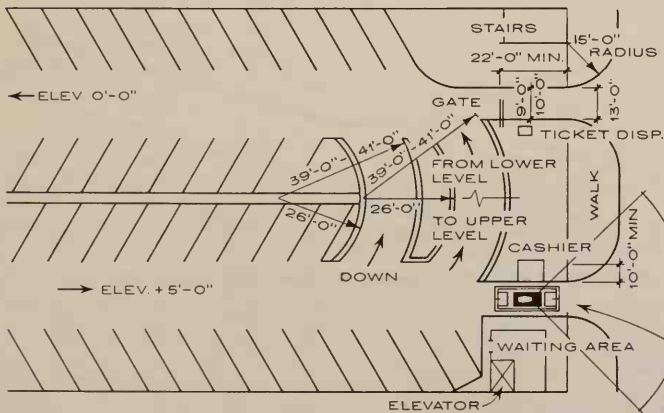 STAIRS
15'-0"
RADIUS
22'-0" MIN.
ELEV. 0'-0"
GATE
9'-0"
10'-0"
13'-0"
TICKET DISP.
39'-0" - 41'-0"
39'-0" - 41'-0"
FROM LOWER
LEVEL
26'-0"
26'-0"
TO UPPER
LEVEL
WALK
CASHIER
DOWN
10'-0" MIN
ELEV. + 5'-0"
WAITING AREA
ELEVATOR